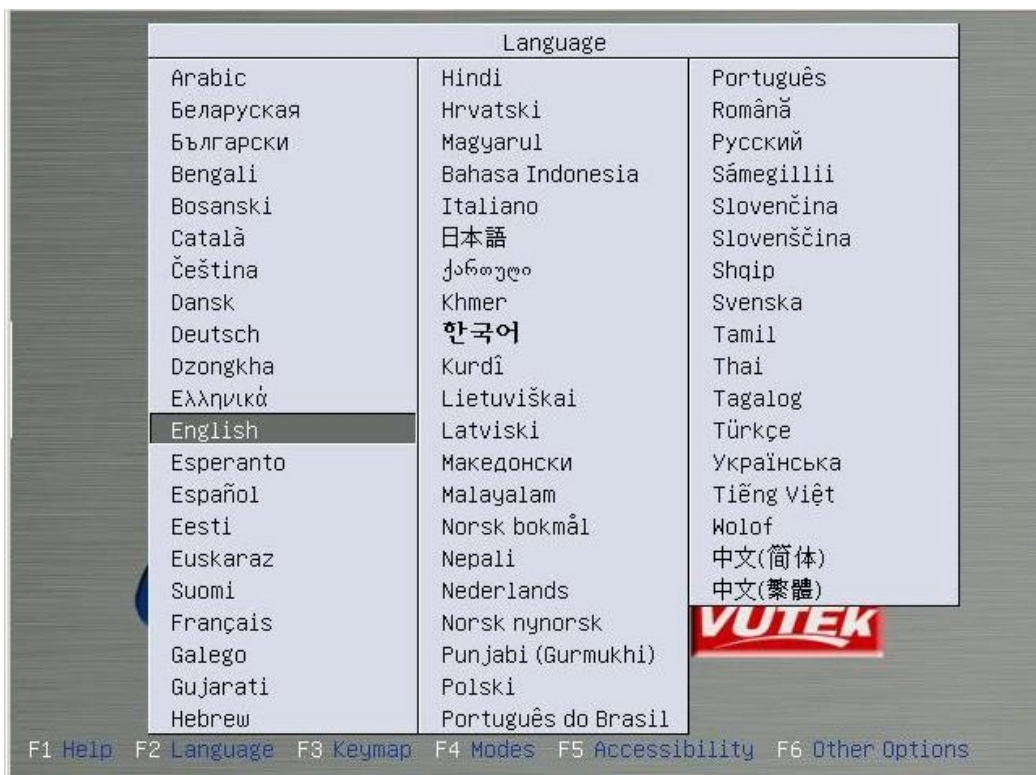 Language
Arabic
Беларуская
Български
Bengali
Bosanski
Català
Čeština
Dansk
Deutsch
Dzongkha
Ελληνικά
English
Esperanto
Español
Eesti
Euskaraz
Suomi
Français
Galego
Gujarati
Hebrew
Hindi
Hrvatski
Magyarul
Bahasa Indonesia
Italiano
日本語
ქართული
Khmer
한국어
Kurdî
Lietuviškai
Latviski
Македонски
Malayalam
Norsk bokmål
Nepali
Nederlands
Norsk nynorsk
Punjabi (Gurmukhi)
Polski
Português do Brasil
Português
Română
Русский
Sámegillii
Slovenčina
Slovenščina
Shqip
Svenska
Tamil
Thai
Tagalog
Türkçe
Українська
Tiếng Việt
Wolof
中文(简体)
中文(繁體)
VUTEK
F1 Help F2 Language F3 Keymap F4 Modes F5 Accessibility F6 Other Options